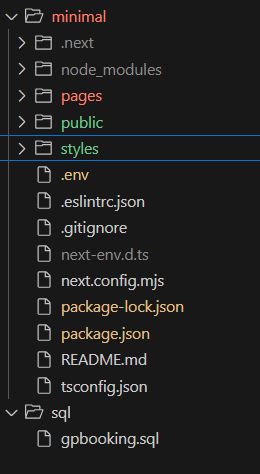 minimal
.next
node_modules
pages
public
styles
.env
.eslintrc.json
.gitignore
next-env.d.ts
next.config.mjs
package-lock.json
package.json
README.md
tsconfig.json
sql
gpbooking.sql